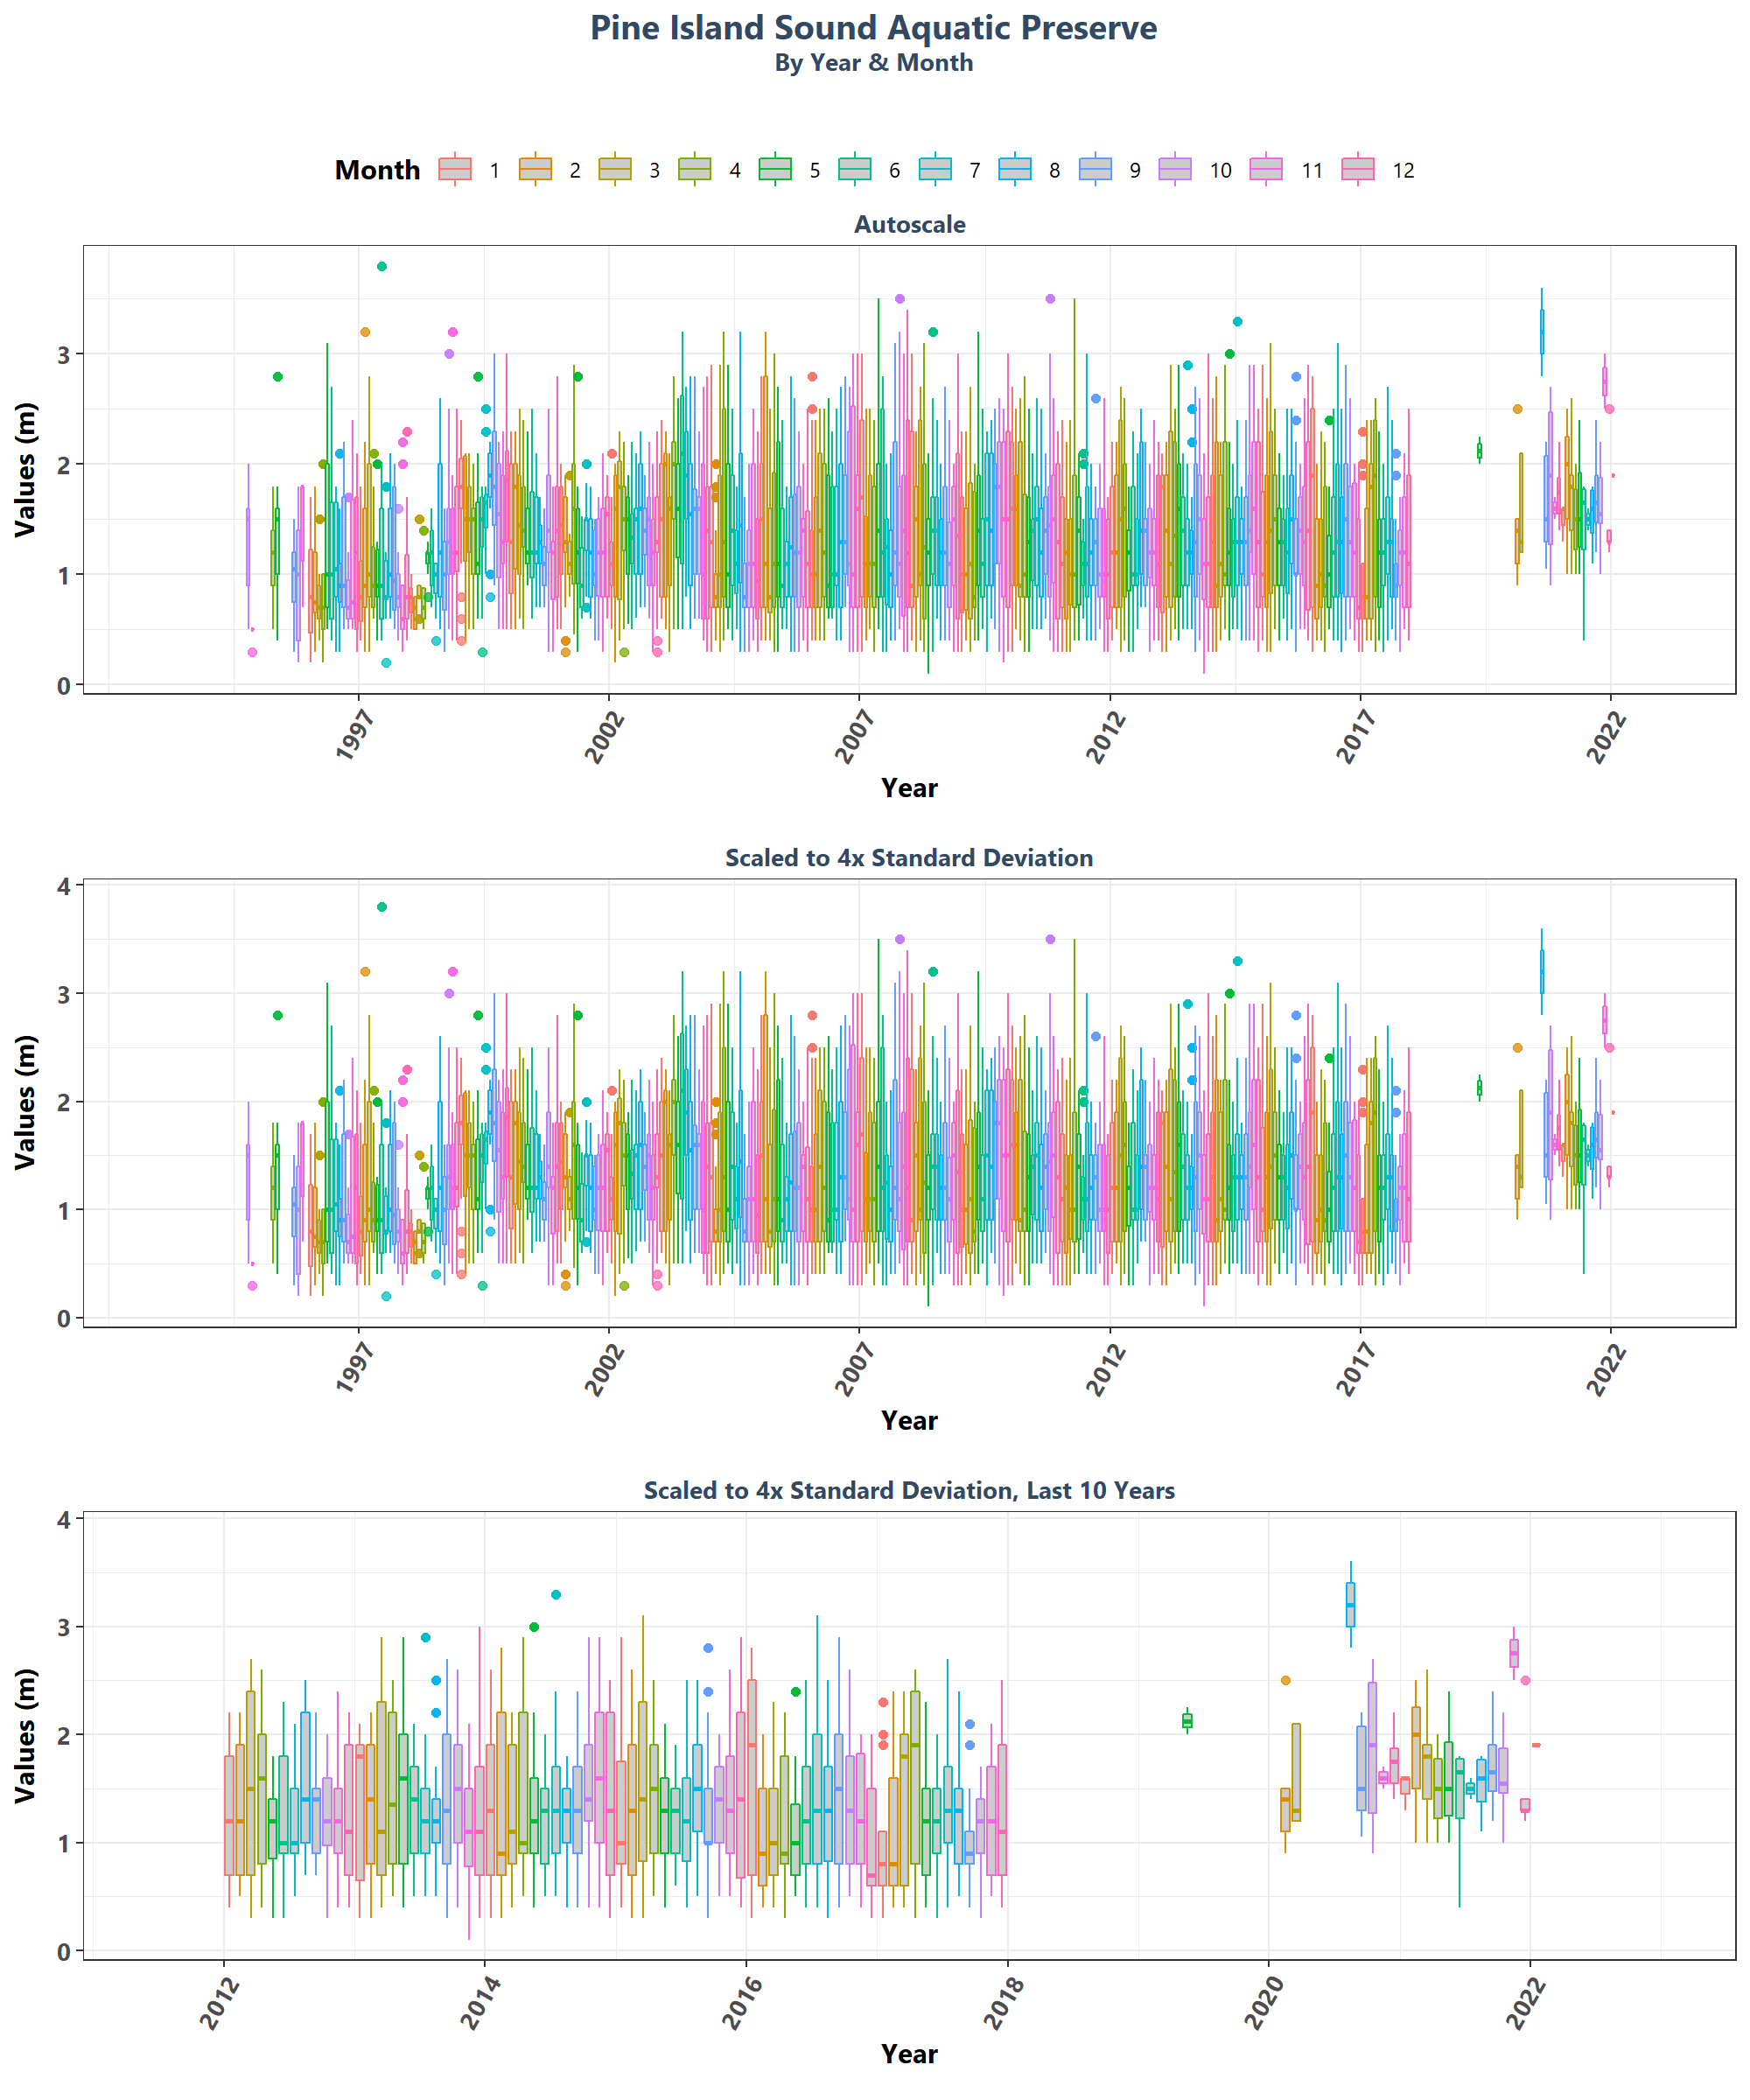 Pine Island Sound Aquatic Preserve
By Year & Month
Month 1 2 3 4 5 6 7 8 9 10 11 12
Autoscale
Values (m)
3
2
1
0
1997 2002 2007 2012 2017 2022
Year
Scaled to 4x Standard Deviation
Values (m)
4
3
2
1
0
1997 2002 2007 2012 2017 2022
Year
Scaled to 4x Standard Deviation, Last 10 Years
Values (m)
4
3
2
1
0
2012 2014 2016 2018 2020 2022
Year